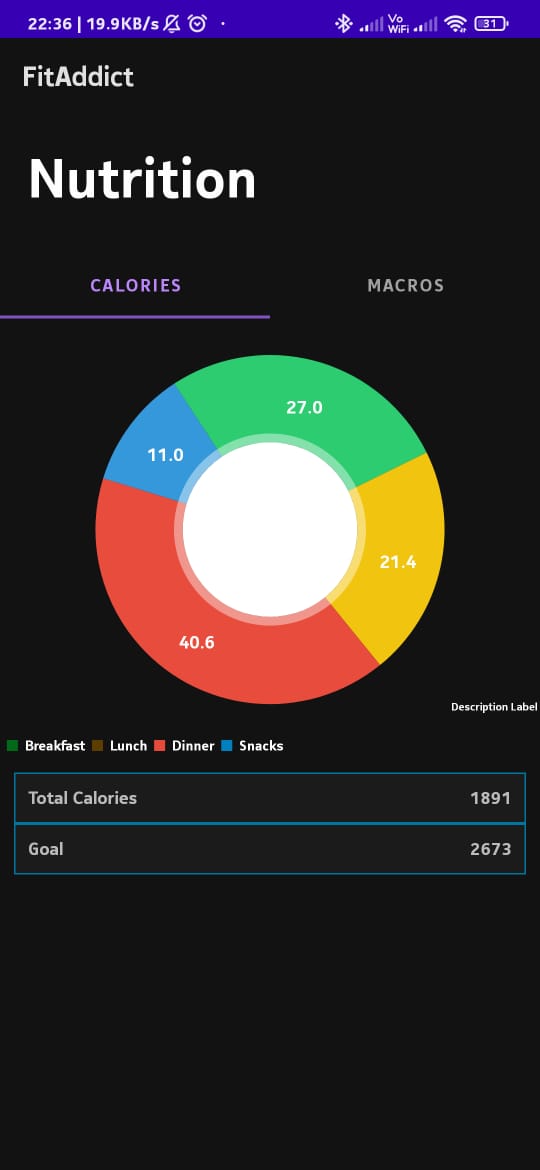 22:36 | 19.9KB/s
Vo
WiFi
31
FitAddict
Nutrition
CALORIES
MACROS
27.0
11.0
21.4
40.6
Description Label
Breakfast Lunch Dinner Snacks
Total Calories 1891
Goal 2673